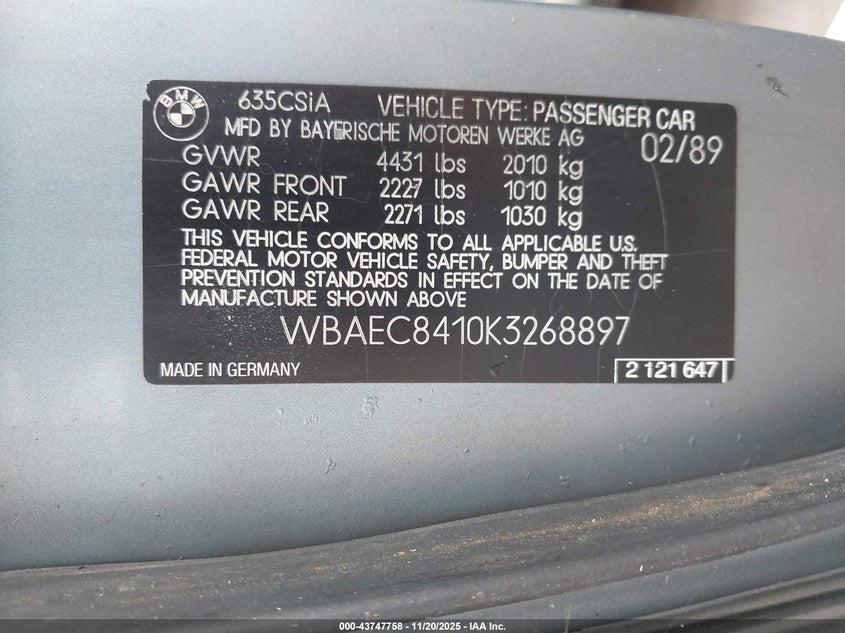 BMW 635CSiA VEHICLE TYPE: PASSENGER CAR
MFD BY BAYERISCHE MOTOREN WERKE AG 02/89
GVWR 4431 lbs 2010 kg
GAWR FRONT 2227 lbs 1010 kg
GAWR REAR 2271 lbs 1030 kg
THIS VEHICLE CONFORMS TO ALL APPLICABLE U.S.
FEDERAL MOTOR VEHICLE SAFETY, BUMPER AND THEFT
PREVENTION STANDARDS IN EFFECT ON THE DATE OF
MANUFACTURE SHOWN ABOVE
WBAEC8410K3268897
MADE IN GERMANY 2 121 647
000-43747758 - 11/20/2025 - IAA Inc.